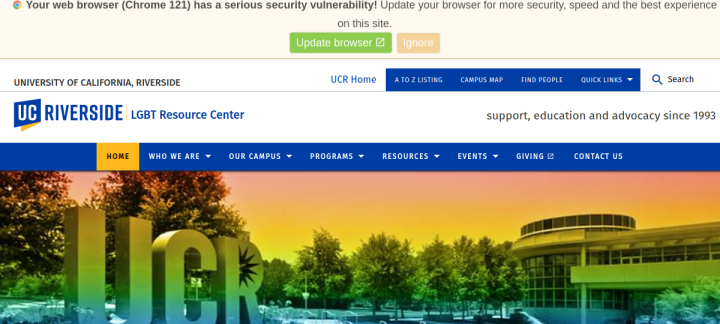 Your web browser (Chrome 121) has a serious security vulnerability! Update your browser for more security, speed and the best experience
on this site.
Update browser Ignore
UNIVERSITY OF CALIFORNIA, RIVERSIDE UCR Home A TO Z LISTING CAMPUS MAP FIND PEOPLE QUICK LINKS Search
UC RIVERSIDE LGBT Resource Center support, education and advocacy since 1993
HOME WHO WE ARE OUR CAMPUS PROGRAMS RESOURCES EVENTS GIVING CONTACT US
UCR